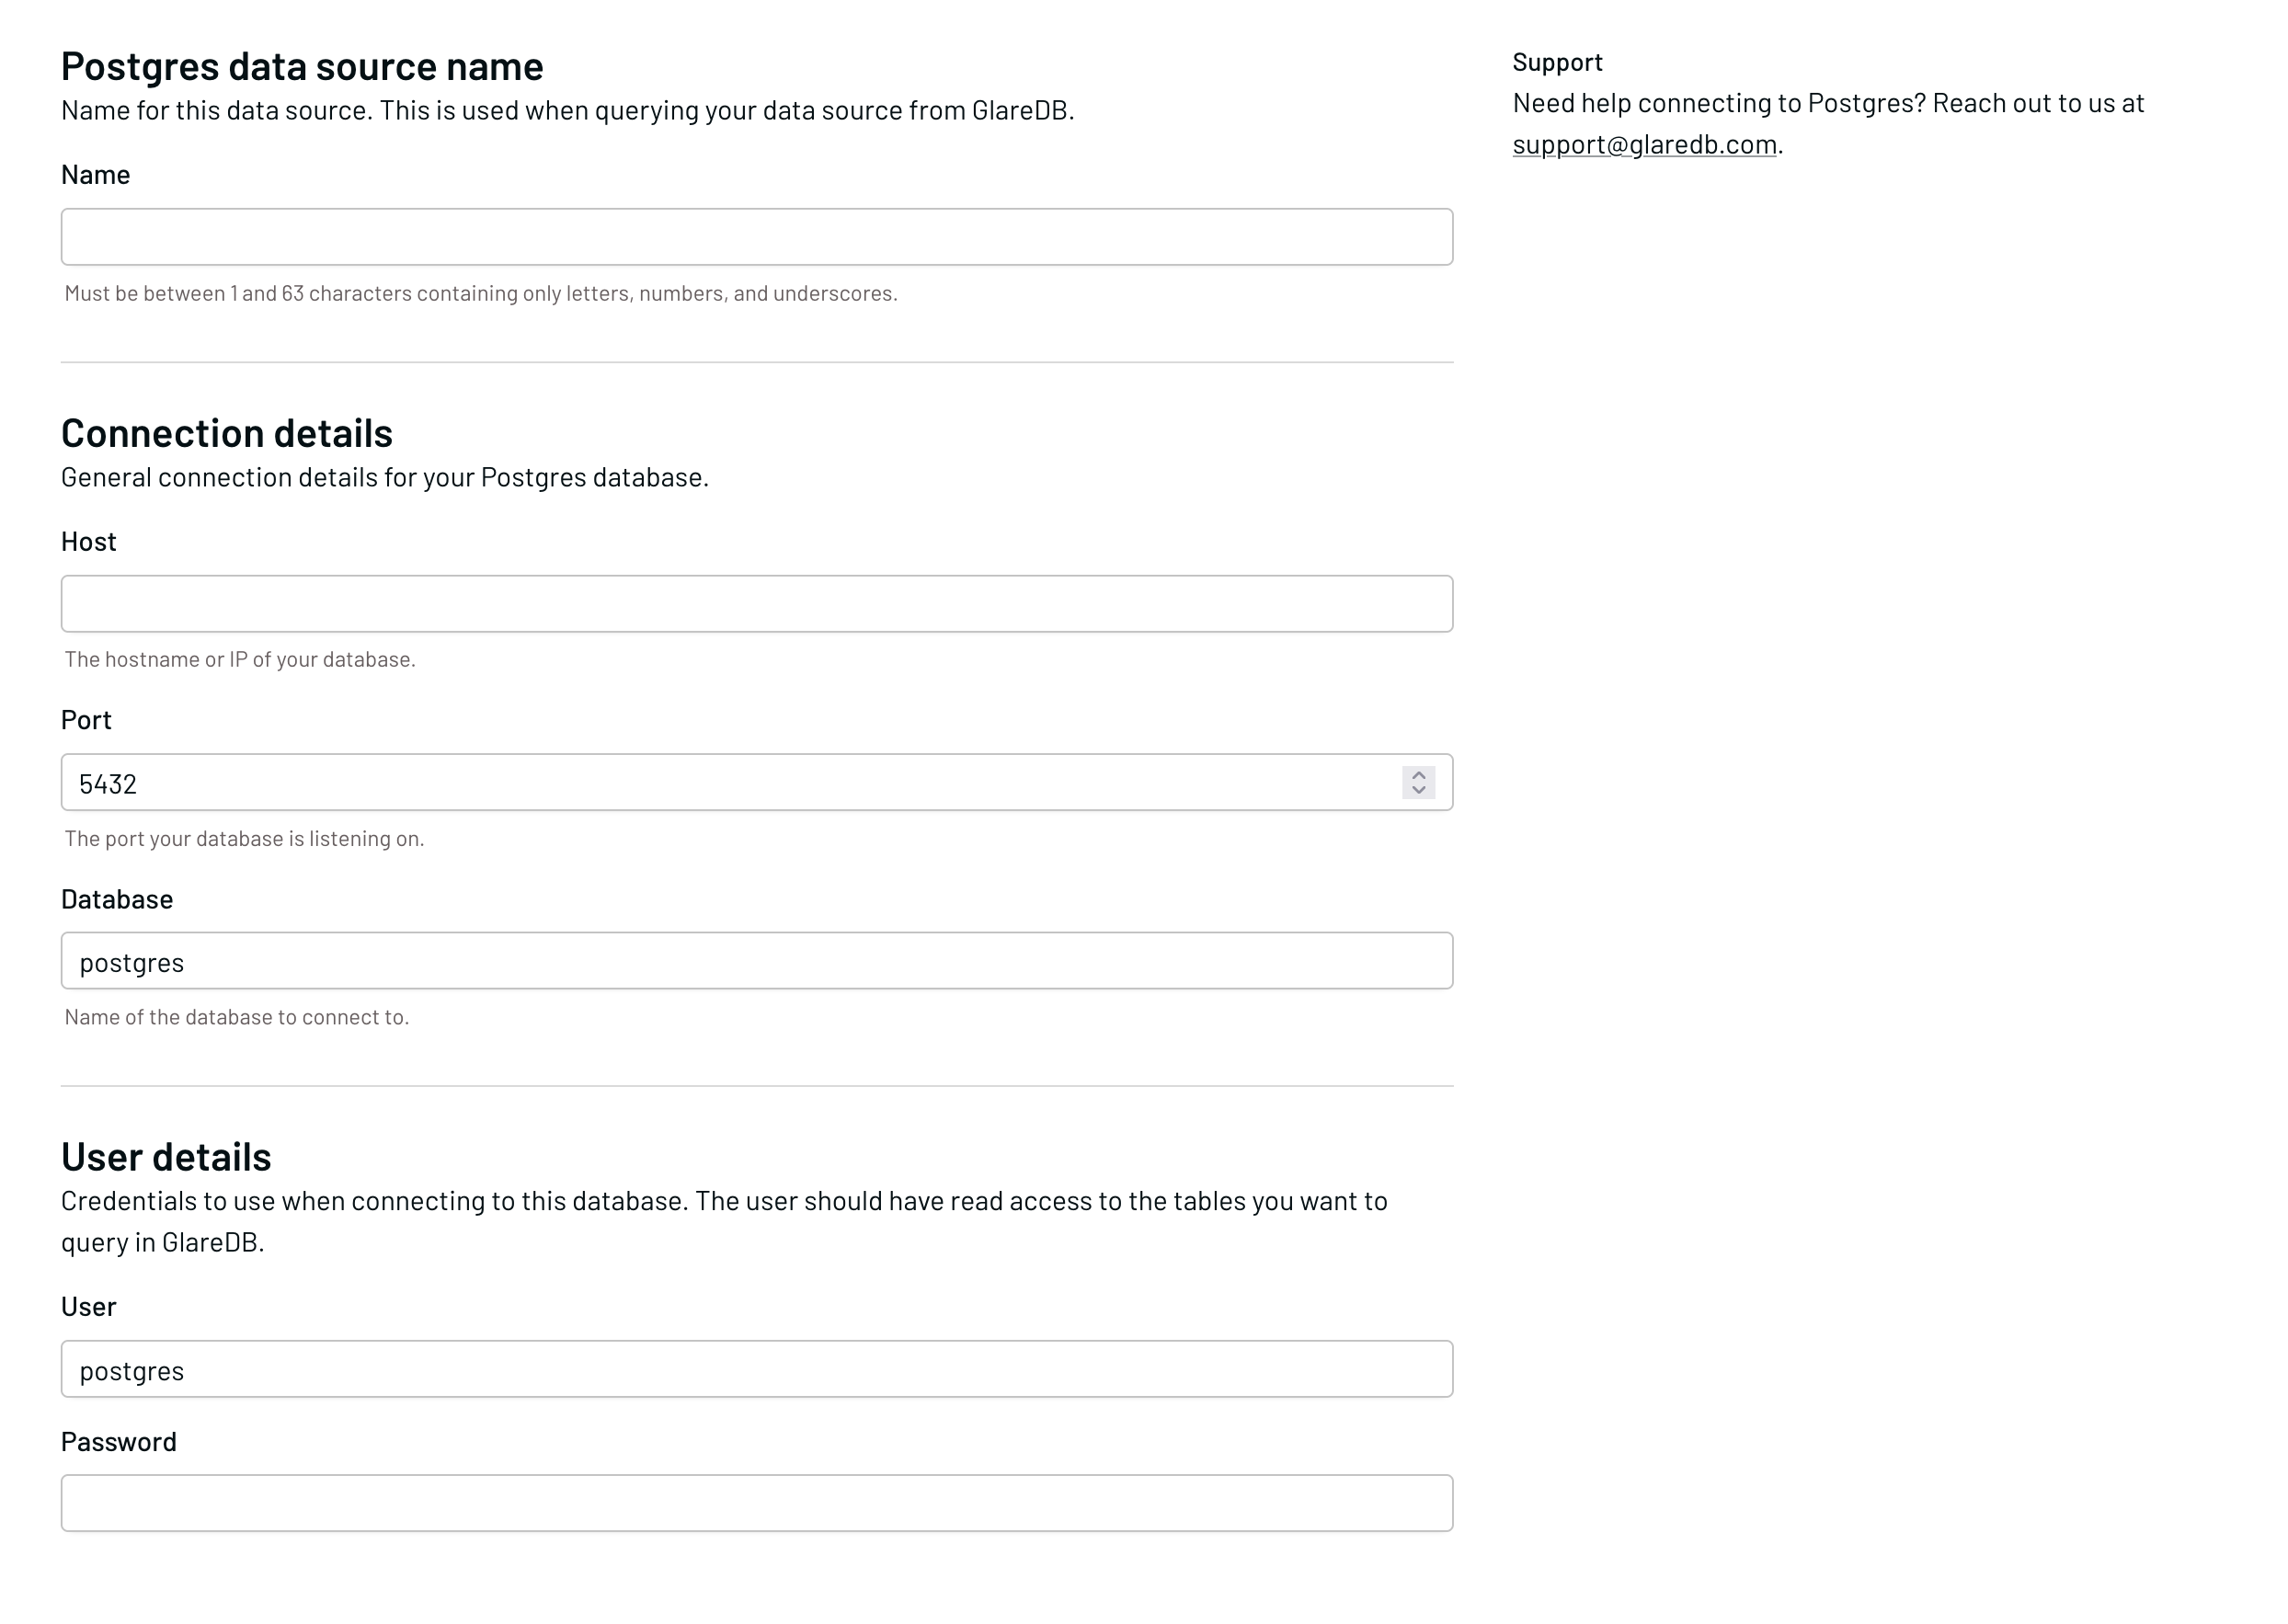 Postgres data source name
Name for this data source. This is used when querying your data source from GlareDB.
Name
Must be between 1 and 63 characters containing only letters, numbers, and underscores.
Connection details
General connection details for your Postgres database.
Host
The hostname or IP of your database.
Port
5432
The port your database is listening on.
Database
postgres
Name of the database to connect to.
User details
Credentials to use when connecting to this database. The user should have read access to the tables you want to
query in GlareDB.
User
postgres
Password
Support
Need help connecting to Postgres? Reach out to us at
support@glaredb.com.